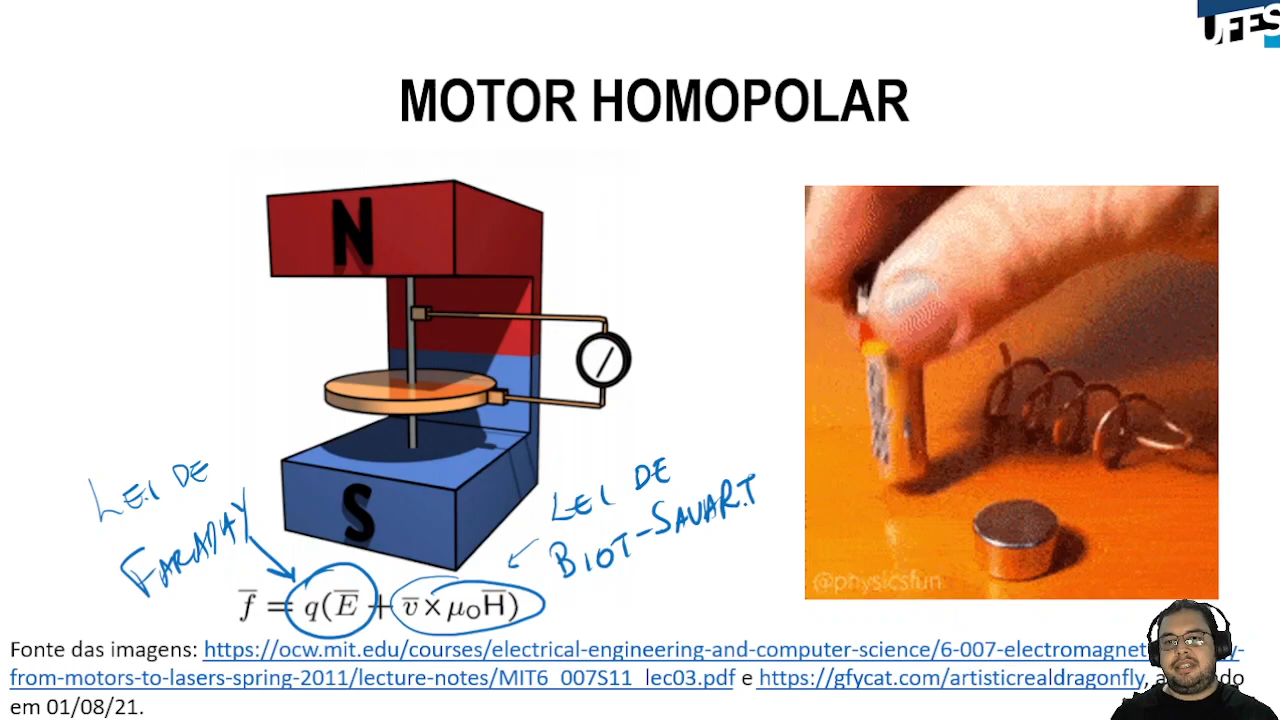 UFES
MOTOR HOMOPOLAR
N
S
LEI DE
FARADAY
LEI DE
BIOT-SAVART
@physicsfun
f̅ = q(E̅ + v̅ × μ₀H̅)
Fonte das imagens: https://ocw.mit.edu/courses/electrical-engineering-and-computer-science/6-007-electromagnet
from-motors-to-lasers-spring-2011/lecture-notes/MIT6_007S11_lec03.pdf e https://gfycat.com/artisticrealdragonfly,
em 01/08/21.